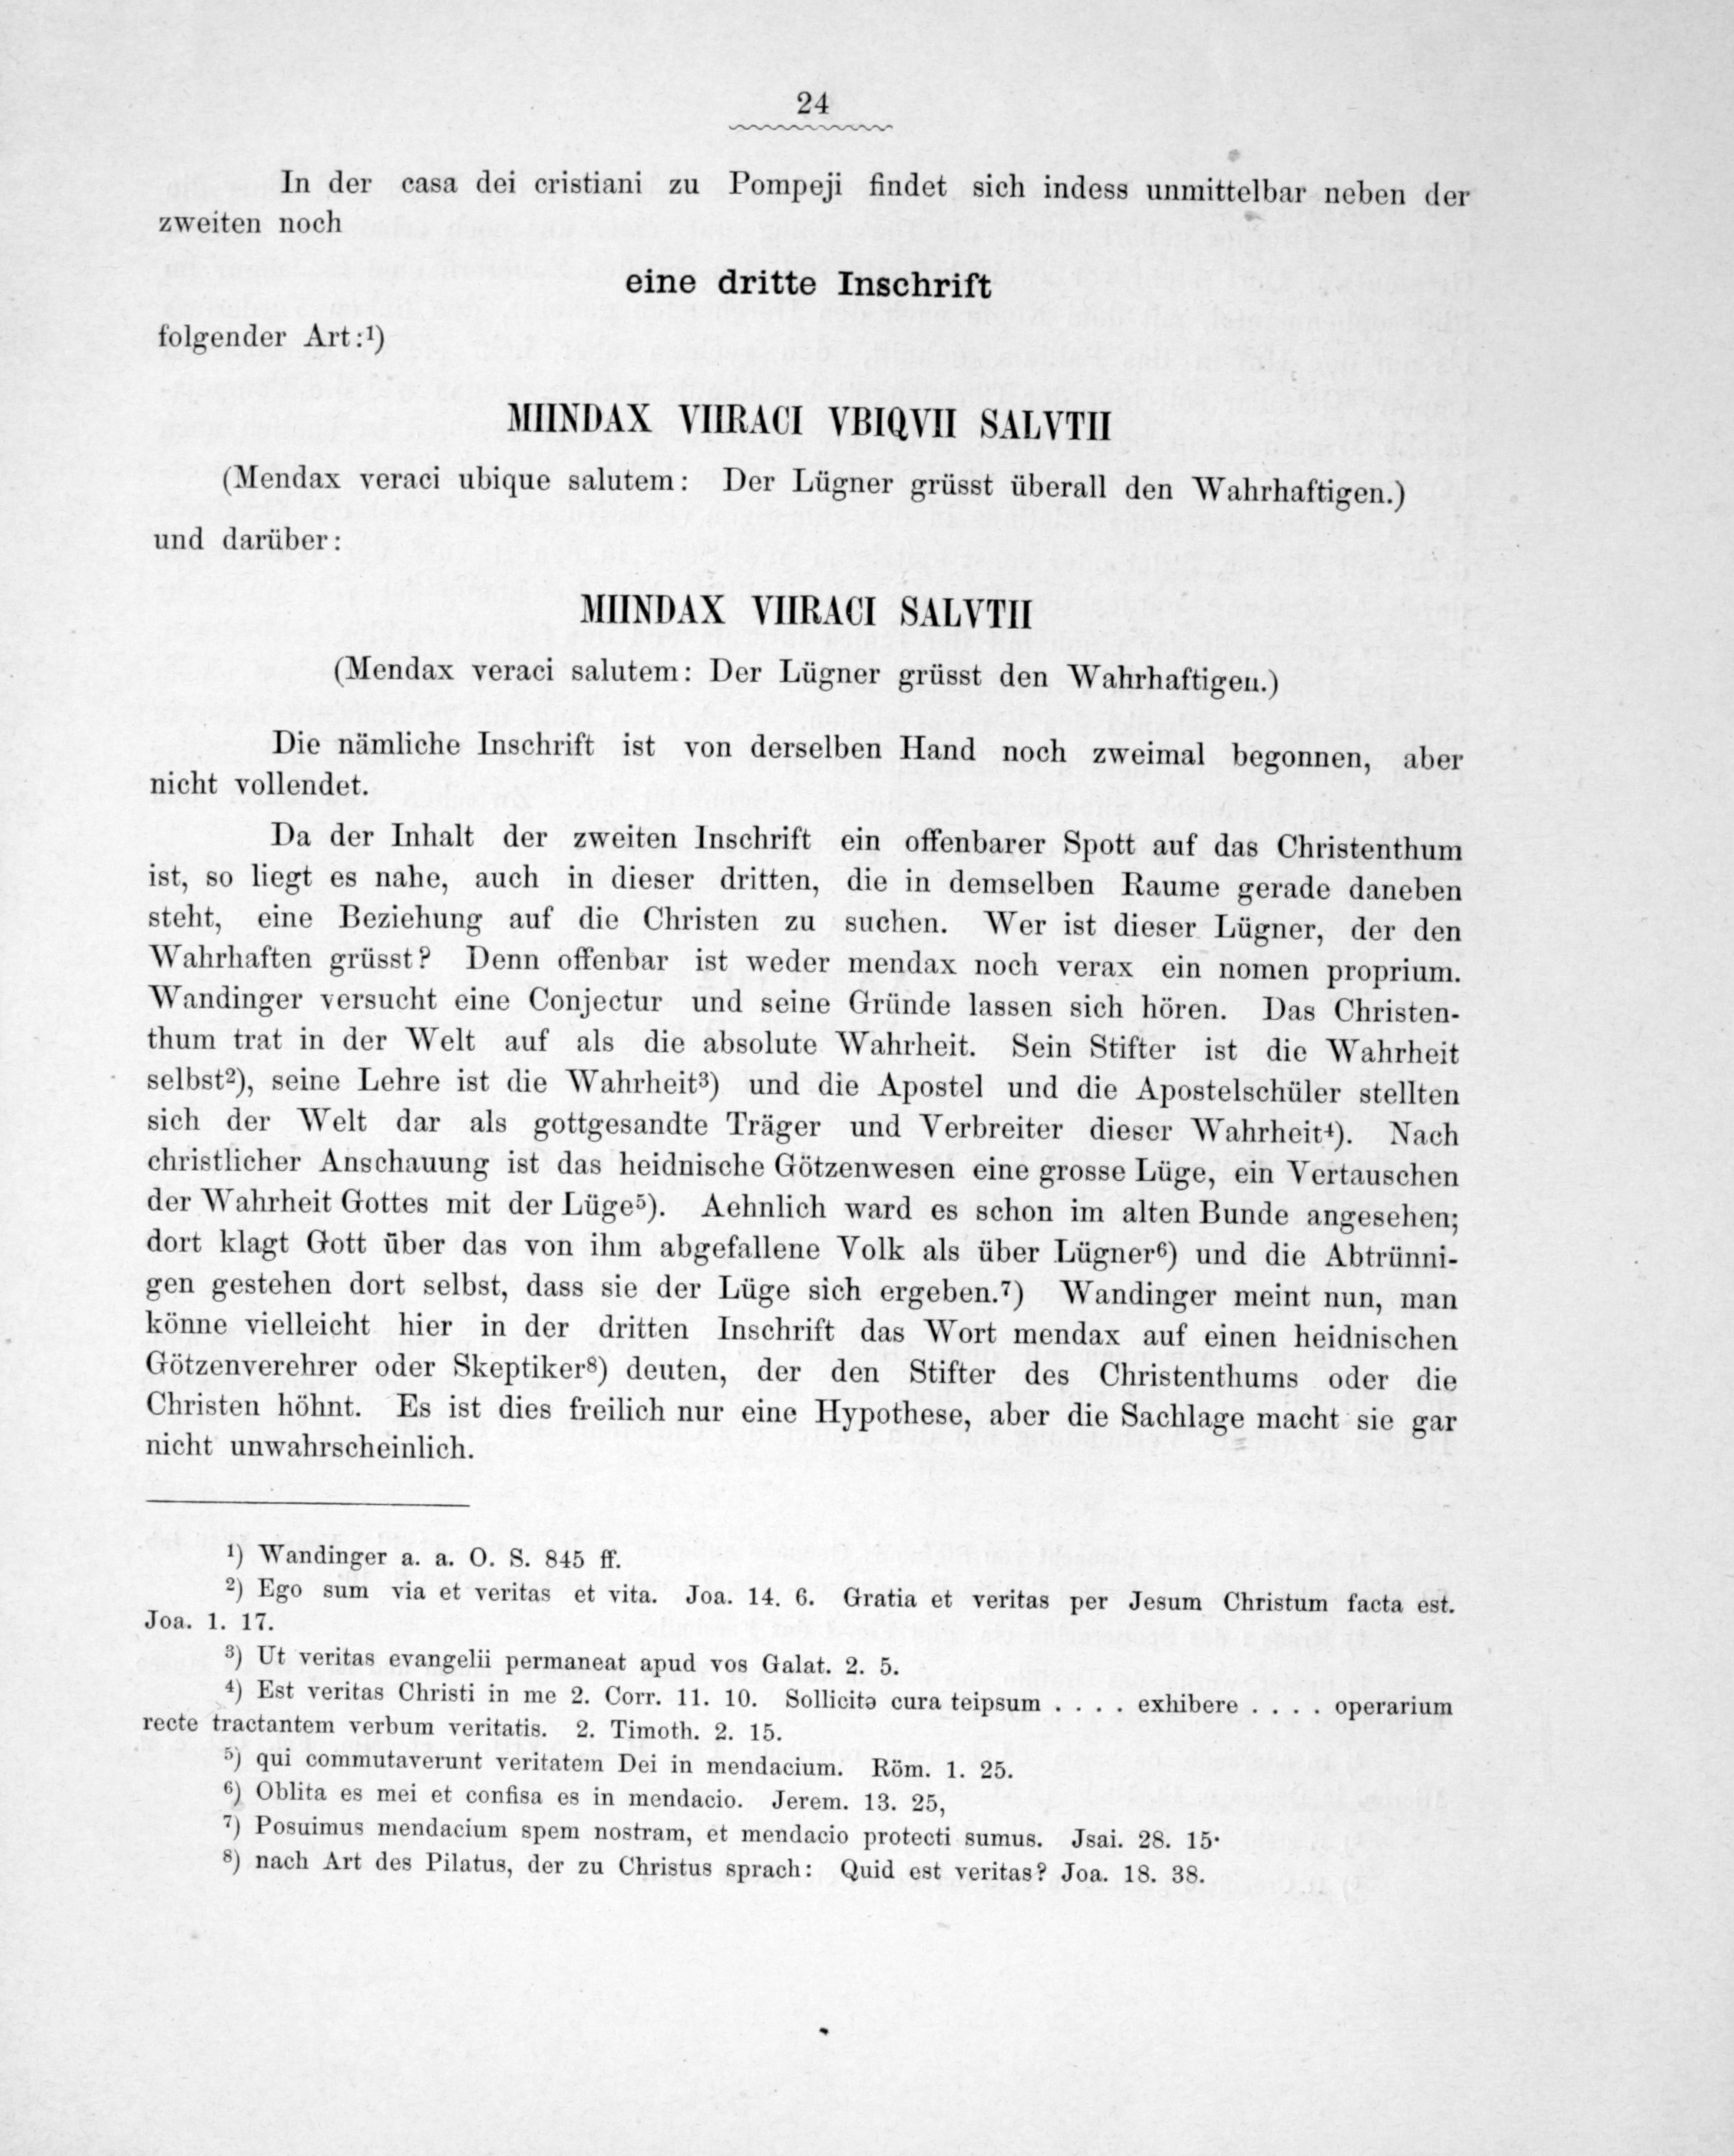 24
In der casa dei cristiani zu Pompeji findet sich indess unmittelbar neben der
zweiten noch
eine dritte Inschrift
folgender Art:¹)
MIINDAX VIIRACI VBIQVII SALVTII
(Mendax veraci ubique salutem: Der Lügner grüsst überall den Wahrhaftigen.)
und darüber:
MIINDAX VIIRACI SALVTII
(Mendax veraci salutem: Der Lügner grüsst den Wahrhaftigen.)
Die nämliche Inschrift ist von derselben Hand noch zweimal begonnen, aber
nicht vollendet.
Da der Inhalt der zweiten Inschrift ein offenbarer Spott auf das Christenthum
ist, so liegt es nahe, auch in dieser dritten, die in demselben Raume gerade daneben
steht, eine Beziehung auf die Christen zu suchen. Wer ist dieser Lügner, der den
Wahrhaften grüsst? Denn offenbar ist weder mendax noch verax ein nomen proprium.
Wandinger versucht eine Conjectur und seine Gründe lassen sich hören. Das Christen-
thum trat in der Welt auf als die absolute Wahrheit. Sein Stifter ist die Wahrheit
selbst²), seine Lehre ist die Wahrheit³) und die Apostel und die Apostelschüler stellten
sich der Welt dar als gottgesandte Träger und Verbreiter dieser Wahrheit⁴). Nach
christlicher Anschauung ist das heidnische Götzenwesen eine grosse Lüge, ein Vertauschen
der Wahrheit Gottes mit der Lüge⁵). Aehnlich ward es schon im alten Bunde angesehen;
dort klagt Gott über das von ihm abgefallene Volk als über Lügner⁶) und die Abtrünni-
gen gestehen dort selbst, dass sie der Lüge sich ergeben.⁷) Wandinger meint nun, man
könne vielleicht hier in der dritten Inschrift das Wort mendax auf einen heidnischen
Götzenverehrer oder Skeptiker⁸) deuten, der den Stifter des Christenthums oder die
Christen höhnt. Es ist dies freilich nur eine Hypothese, aber die Sachlage macht sie gar
nicht unwahrscheinlich.
¹) Wandinger a. a. O. S. 845 ff.
²) Ego sum via et veritas et vita. Joa. 14. 6. Gratia et veritas per Jesum Christum facta est.
Joa. 1. 17.
³) Ut veritas evangelii permaneat apud vos Galat. 2. 5.
⁴) Est veritas Christi in me 2. Corr. 11. 10. Sollicite cura teipsum . . . . exhibere . . . . operarium
recte tractantem verbum veritatis. 2. Timoth. 2. 15.
⁵) qui commutaverunt veritatem Dei in mendacium. Röm. 1. 25.
⁶) Oblita es mei et confisa es in mendacio. Jerem. 13. 25,
⁷) Posuimus mendacium spem nostram, et mendacio protecti sumus. Jsai. 28. 15·
⁸) nach Art des Pilatus, der zu Christus sprach: Quid est veritas? Joa. 18. 38.